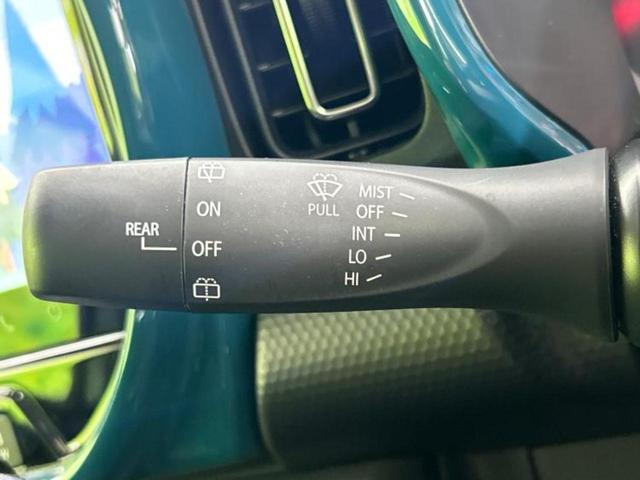 REAR
ON
OFF
PULL
MIST
OFF
INT
LO
HI